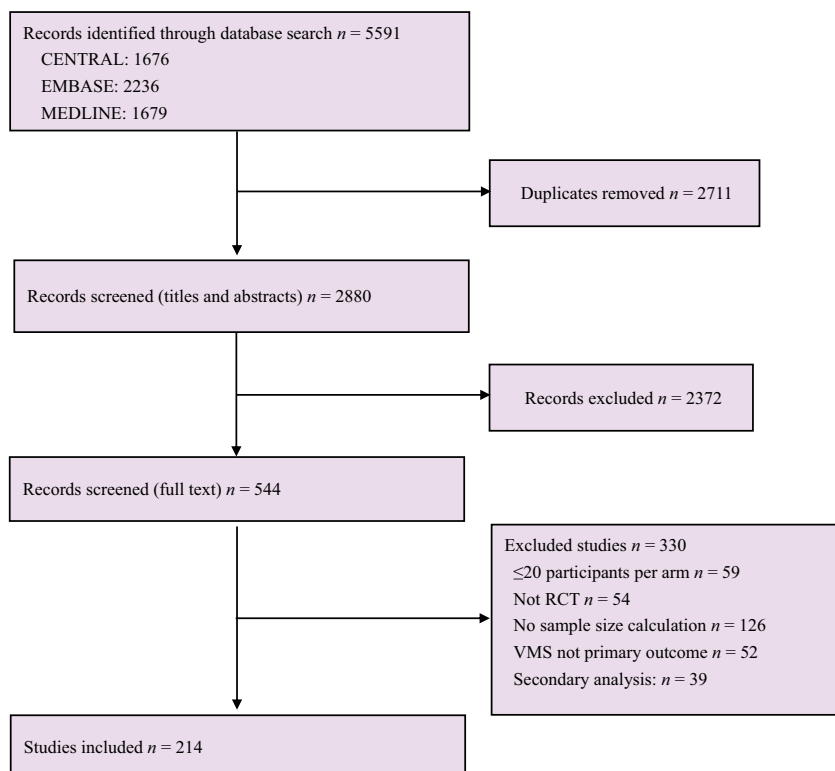 Records identified through database search n = 5591
CENTRAL: 1676
EMBASE: 2236
MEDLINE: 1679
Duplicates removed n = 2711
Records screened (titles and abstracts) n = 2880
Records excluded n = 2372
Records screened (full text) n = 544
Excluded studies n = 330
≤20 participants per arm n = 59
Not RCT n = 54
No sample size calculation n = 126
VMS not primary outcome n = 52
Secondary analysis: n = 39
Studies included n = 214